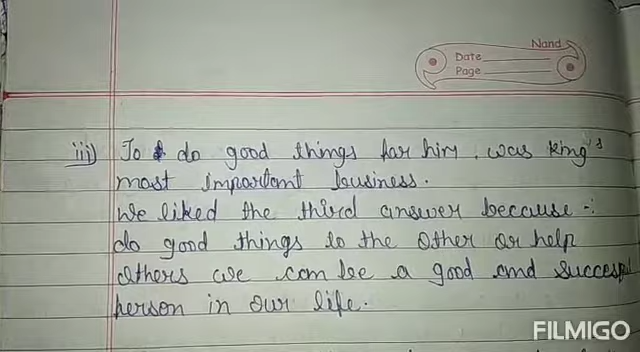 Nand
Date
Page
iii) To do good things for him. was king's
most important business.
We liked the third answer because -:
do good things to the other or help
others we can be a good and succesful
person in our life.
FILMIGO